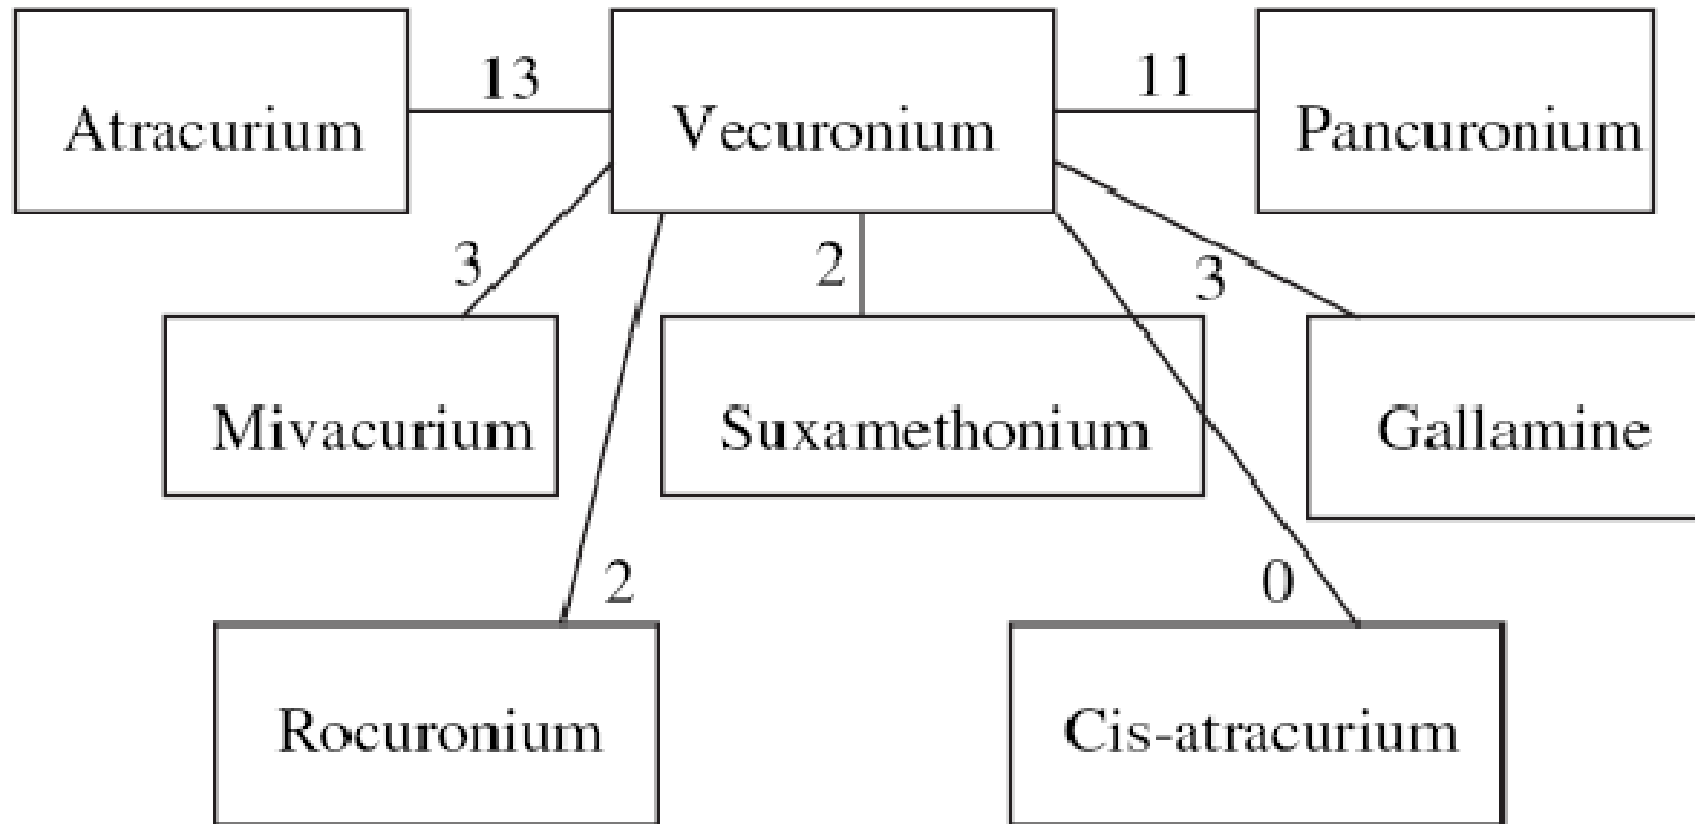 13
11
Atracurium
Vecuronium
Pancuronium
3
2
3
Mivacurium
Suxamethonium
Gallamine
2
0
Rocuronium
Cis-atracurium